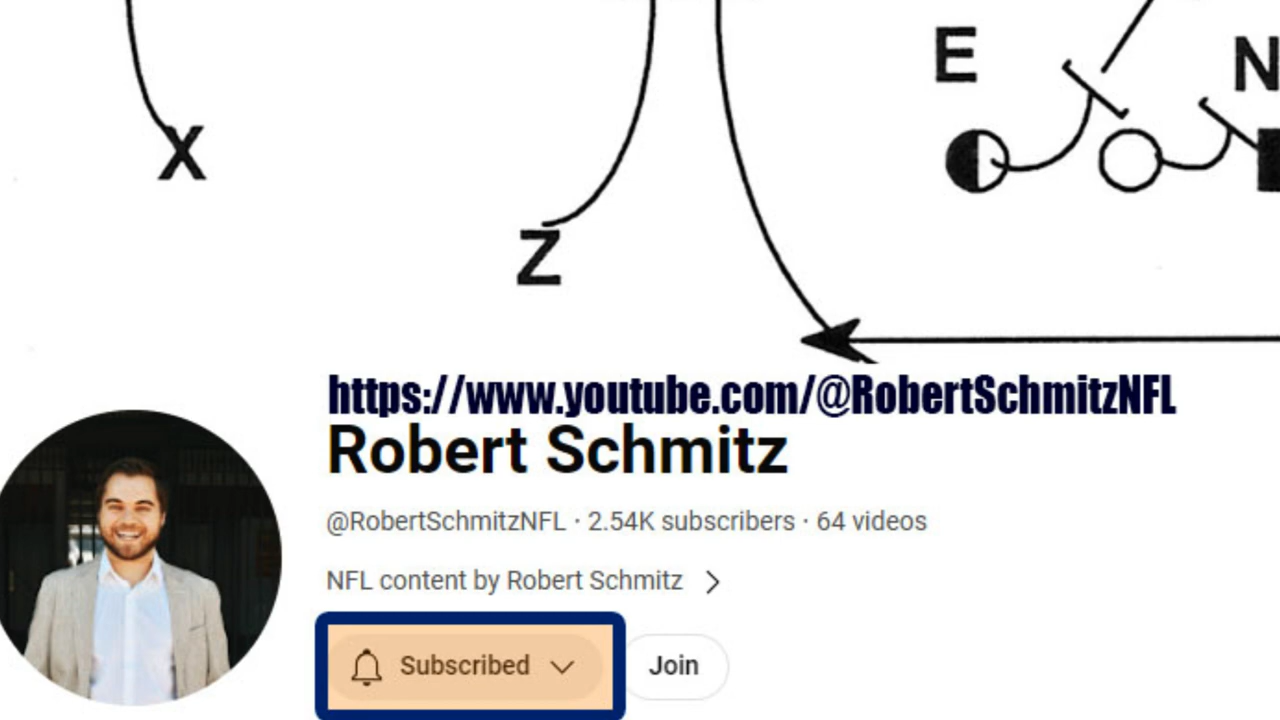 E
N
X
Z
https://www.youtube.com/@RobertSchmitzNFL
Robert Schmitz
@RobertSchmitzNFL · 2.54K subscribers · 64 videos
NFL content by Robert Schmitz
Subscribed
Join